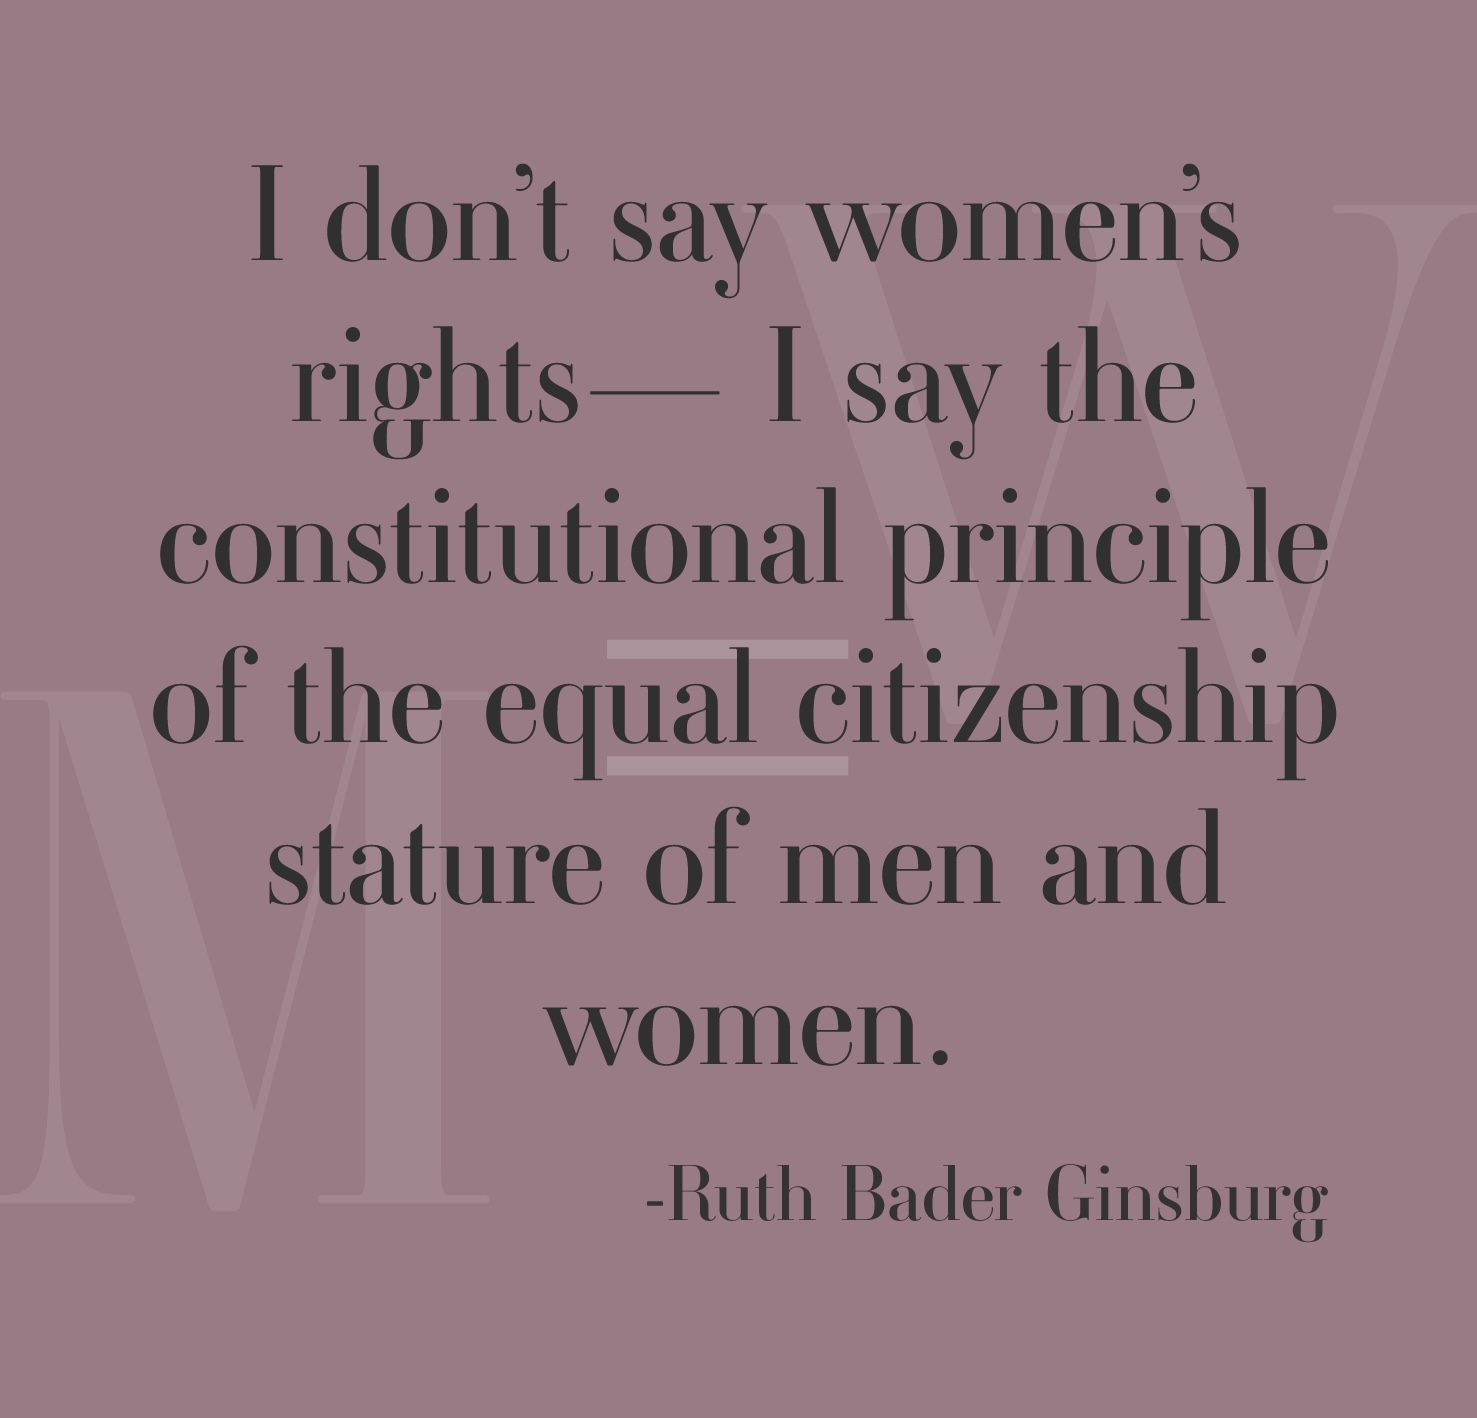 I don’t say women’s
rights— I say the
constitutional principle
of the equal citizenship
stature of men and
women.
-Ruth Bader Ginsburg
M = W